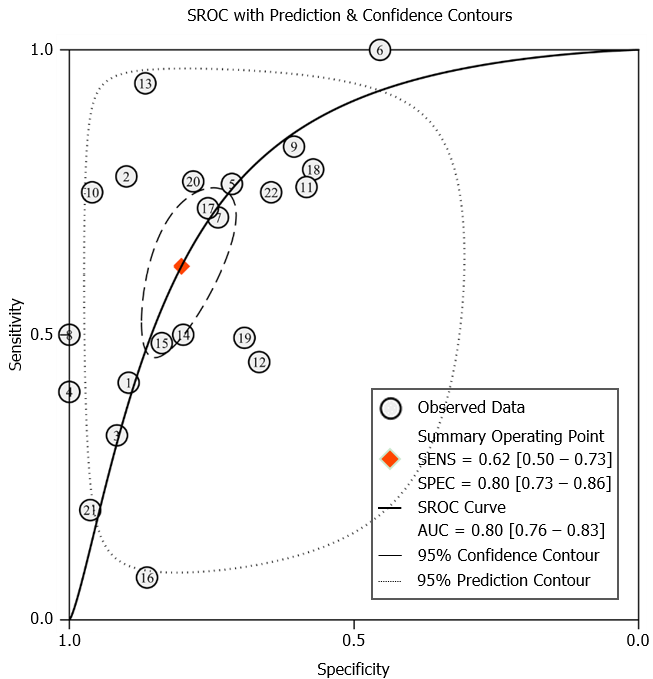 SROC with Prediction & Confidence Contours
1.0
6
13
9
2
18
20
5
11
10
22
17
7
Sensitivity
0.5
8
14
19
15
12
1
4
3
21
16
Observed Data
Summary Operating Point
SENS = 0.62 [0.50 – 0.73]
SPEC = 0.80 [0.73 – 0.86]
SROC Curve
AUC = 0.80 [0.76 – 0.83]
95% Confidence Contour
95% Prediction Contour
0.0
1.0
0.5
0.0
Specificity